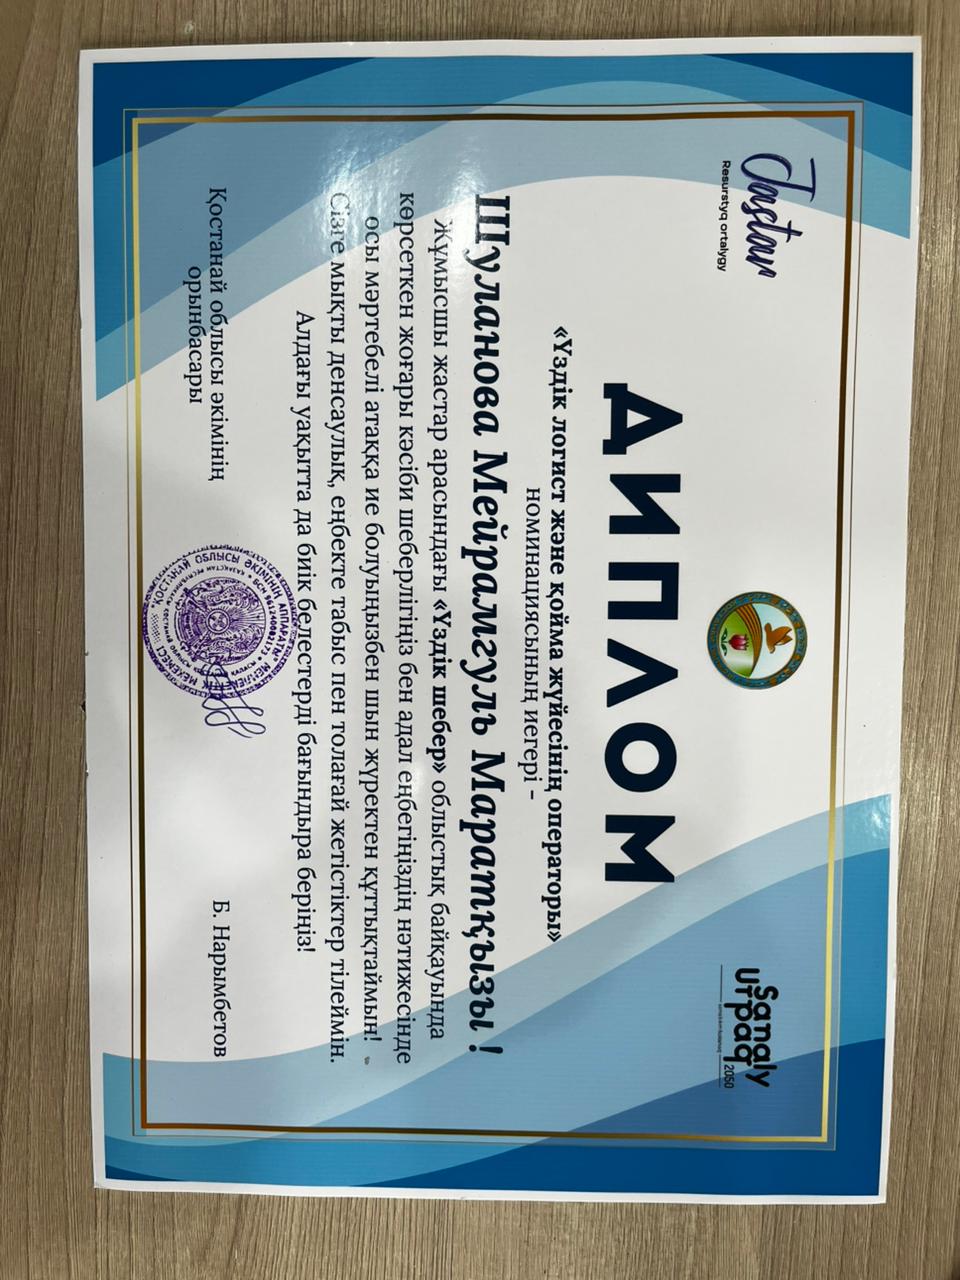 Jastar
Resurstyq ortalygy
Sanaly
urpaq
2050
ДИПЛОМ
«Үздік логист және қойма жүйесінің операторы»
номинациясының иегері -
Шуланова Мейрамгуль Маратқызы !
Жұмысшы жастар арасындағы «Үздік шебер» облыстық байқауында
көрсеткен жоғары кәсіби шеберлігіңіз бен адал еңбегіңіздің нәтижесінде
осы мәртебелі атаққа ие болуыңызбен шын жүректен құттықтаймын!
Сізге мықты денсаулық, еңбекте табыс пен толағай жетістіктер тілеймін.
Алдағы уақытта да биік белестерді бағындыра беріңіз!
Қостанай облысы әкімінің
орынбасары
Б. Нарымбетов
ҚОСТАНАЙ ОБЛЫСЫ ӘКІМІНІҢ АППАРАТЫ